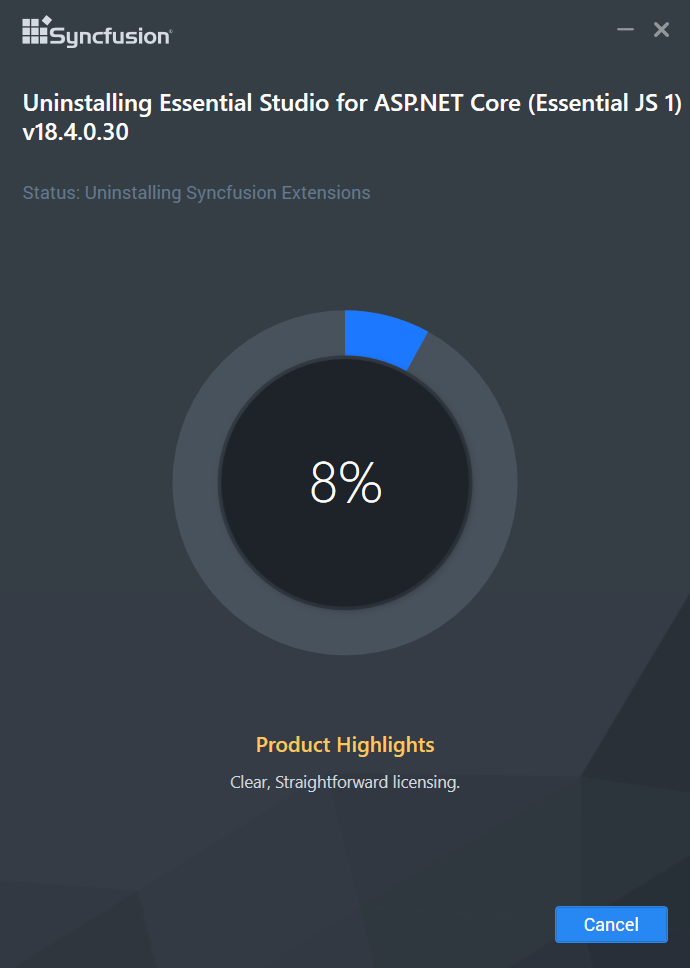 Syncfusion®
Uninstalling Essential Studio for ASP.NET Core (Essential JS 1)
v18.4.0.30
Status: Uninstalling Syncfusion Extensions
8%
Product Highlights
Clear, Straightforward licensing.
Cancel